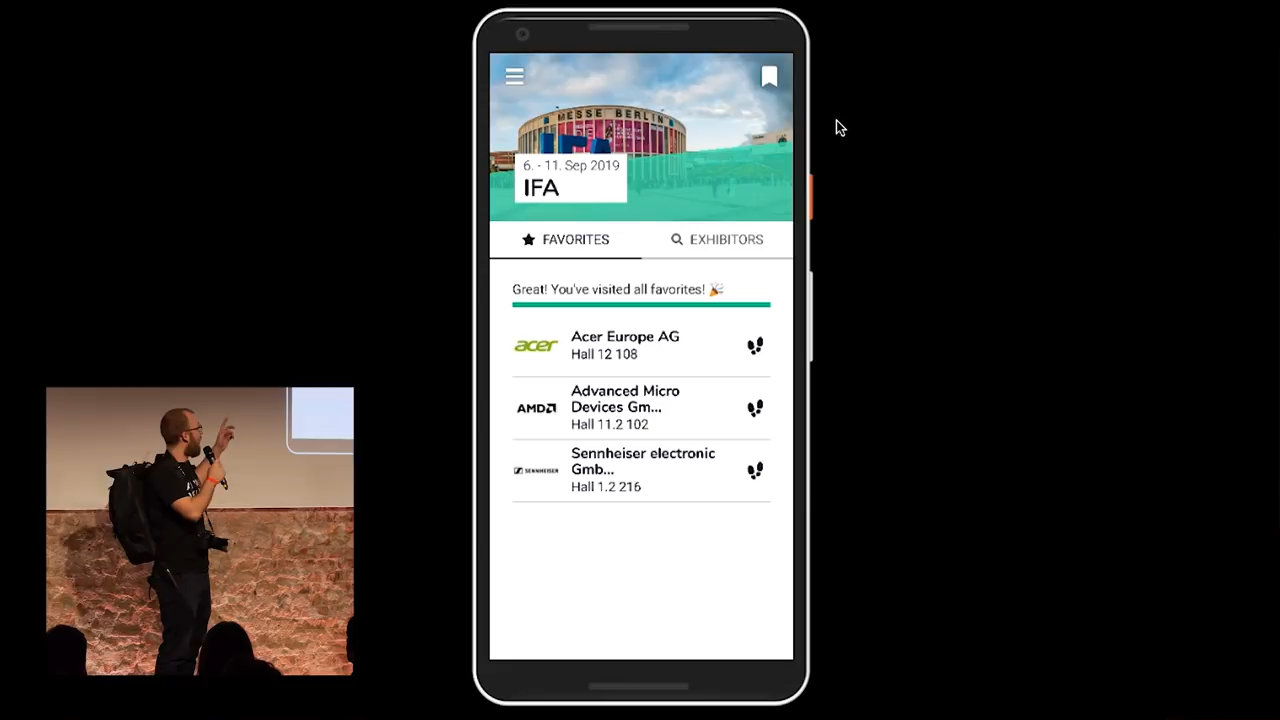 MESSE BERLIN
IFA
6. - 11. Sep 2019
IFA
FAVORITES
EXHIBITORS
Great! You've visited all favorites! 🎉
acer
Acer Europe AG
Hall 12 108
AMD
Advanced Micro
Devices Gm...
Hall 11.2 102
SENNHEISER
Sennheiser electronic
Gmb...
Hall 1.2 216